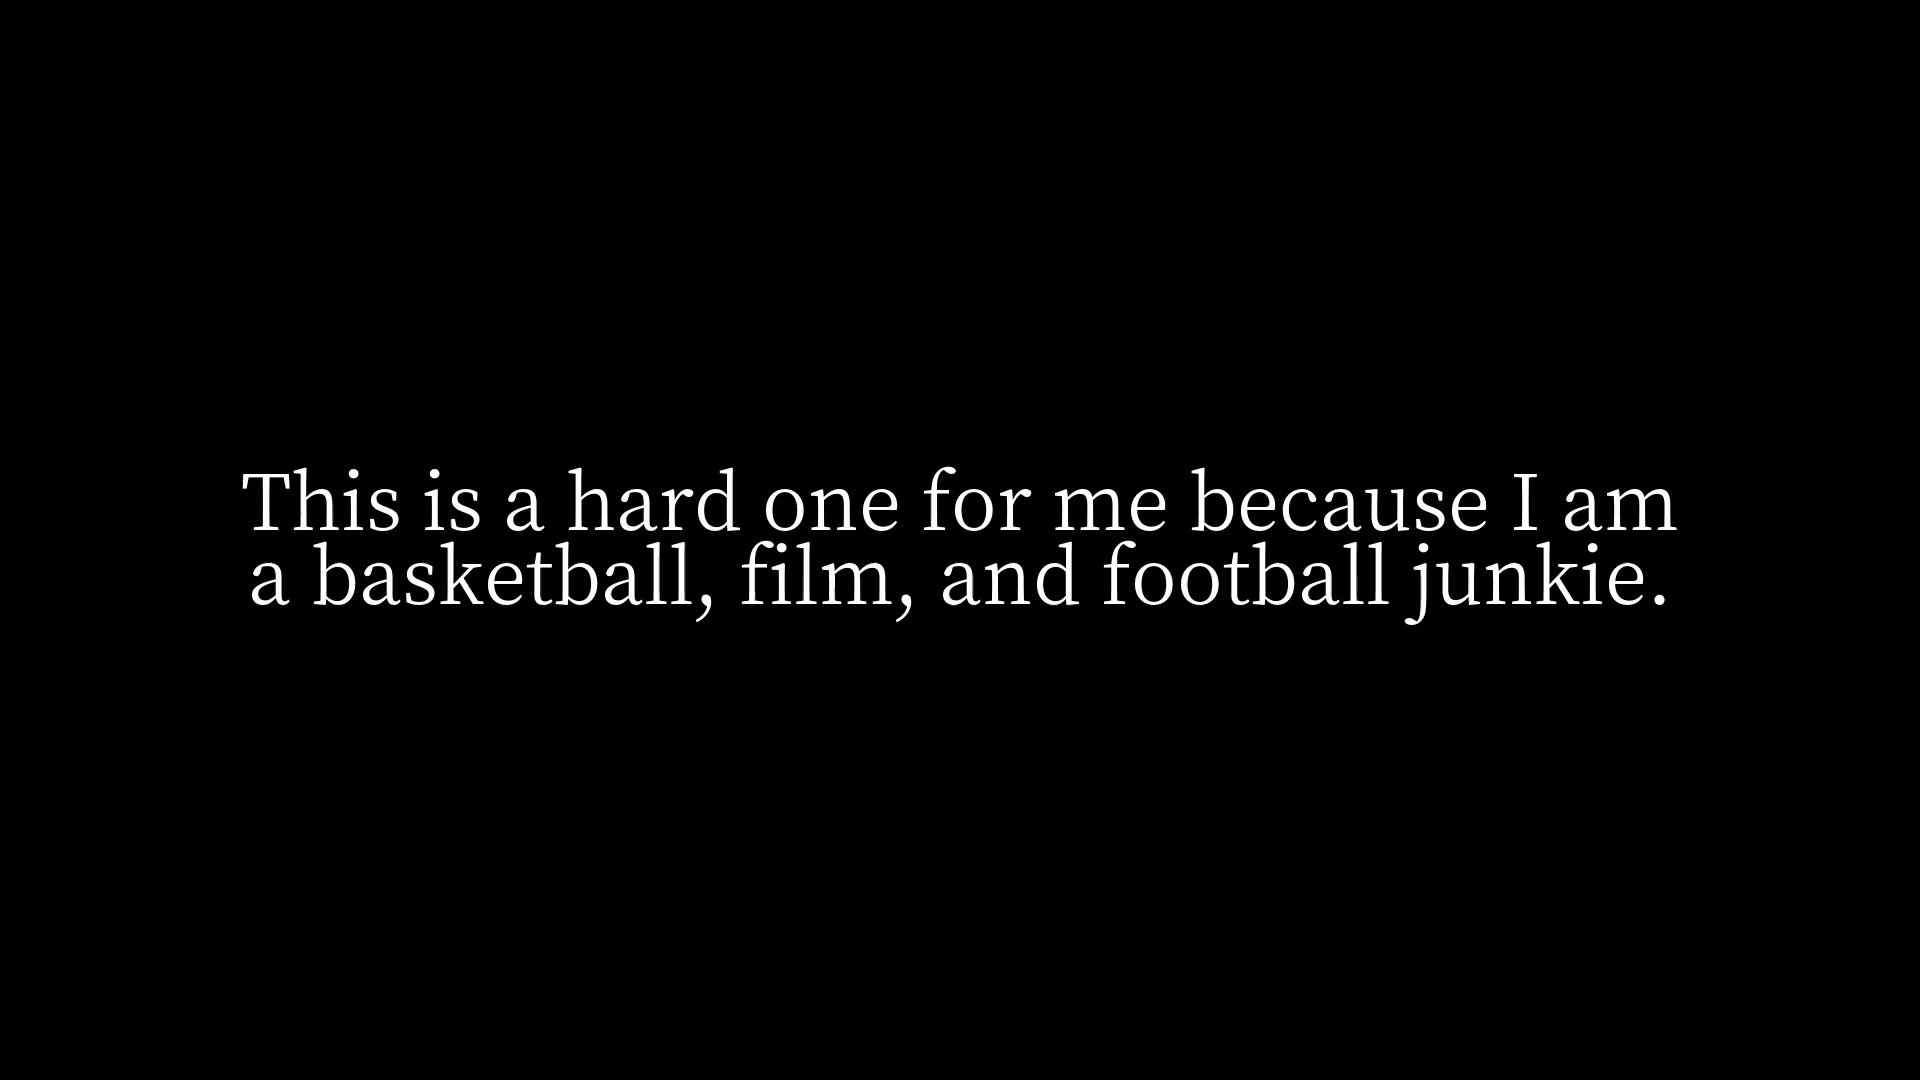 This is a hard one for me because I am
a basketball, film, and football junkie.